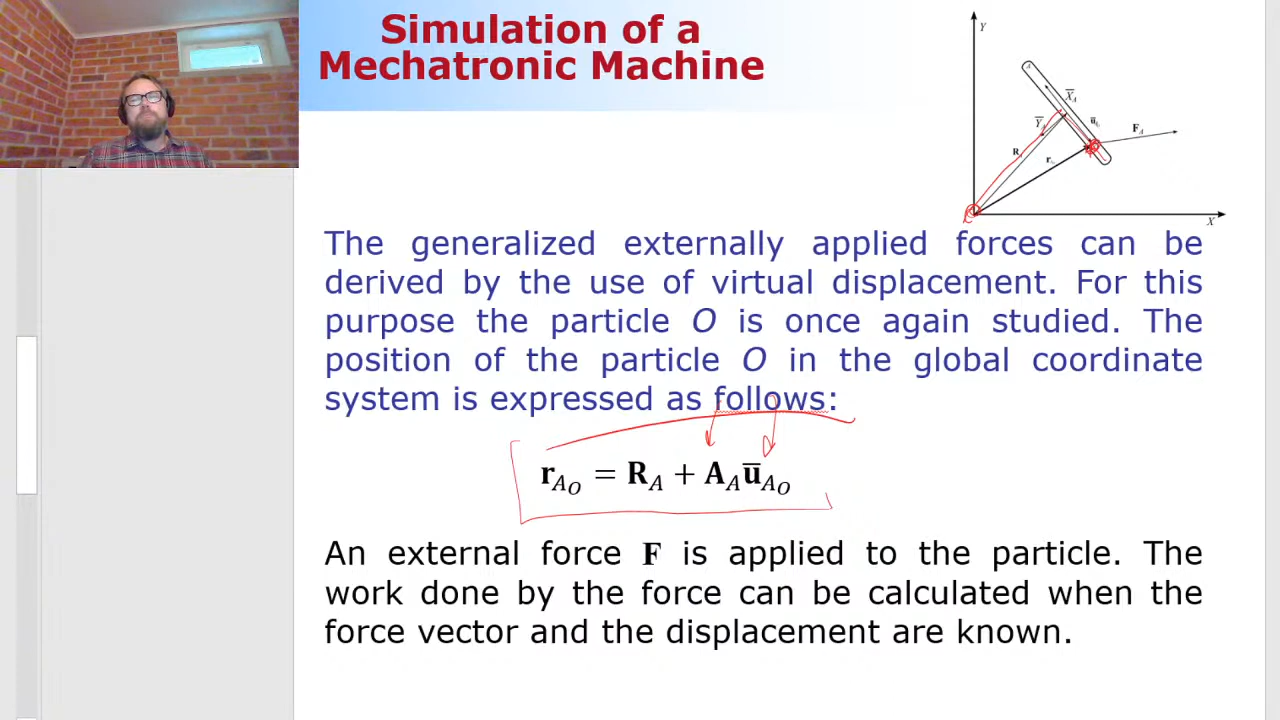 Simulation of a
Mechatronic Machine
Y
A
X̅_A
Y̅
u̅
F_A
R
r
X
The generalized externally applied forces can be
derived by the use of virtual displacement. For this
purpose the particle O is once again studied. The
position of the particle O in the global coordinate
system is expressed as follows:
r_{A_O} = R_A + A_A u̅_{A_O}
An external force F is applied to the particle. The
work done by the force can be calculated when the
force vector and the displacement are known.